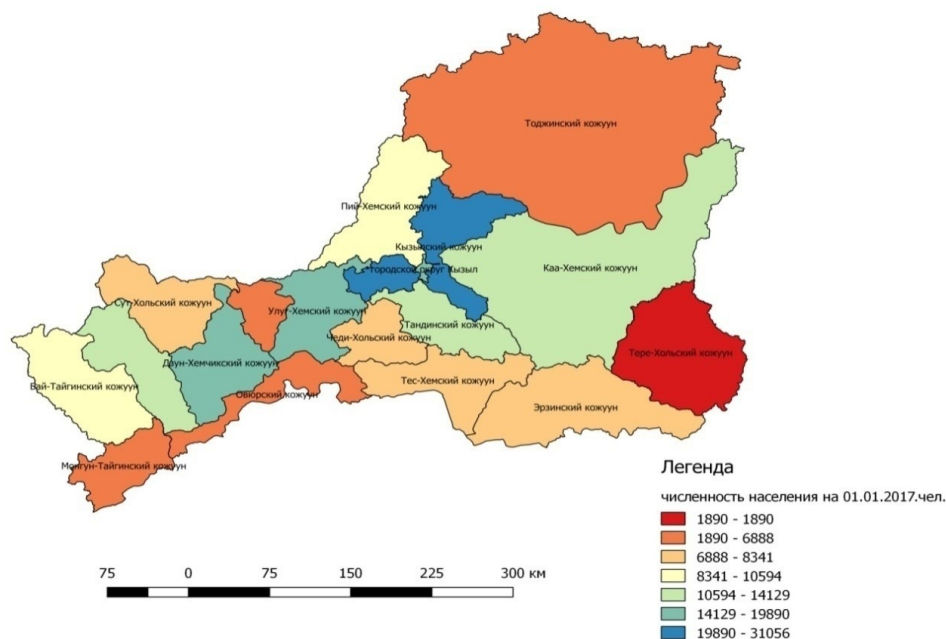 Тоджинский кожуун
Пий-Хемский кожуун
Кызылский кожуун
городской округ Кызыл
Каа-Хемский кожуун
Сут-Хольский кожуун
Улуг-Хемский кожуун
Тандинский кожуун
Чеди-Хольский кожуун
Тере-Хольский кожуун
Дзун-Хемчикский кожуун
Тес-Хемский кожуун
Бай-Тайгинский кожуун
Овюрский кожуун
Эрзинский кожуун
Монгун-Тайгинский кожуун
Легенда
численность населения на 01.01.2017.чел.
1890 - 1890
1890 - 6888
6888 - 8341
8341 - 10594
10594 - 14129
14129 - 19890
19890 - 31056
75 0 75 150 225 300 км